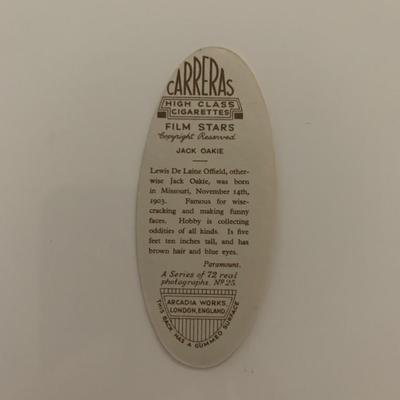 CARRERAS
HIGH CLASS
CIGARETTES
FILM STARS
Copyright Reserved
JACK OAKIE
Lewis De Laine Offield, other-
wise Jack Oakie, was born
in Missouri, November 14th,
1903. Famous for wise-
cracking and making funny
faces. Hobby is collecting
oddities of all kinds. Is five
feet ten inches tall, and has
brown hair and blue eyes.
Paramount.
A Series of 72 real
photographs. Nº 25.
ARCADIA WORKS,
LONDON, ENGLAND.
THIS BACK HAS A GUMMED SURFACE